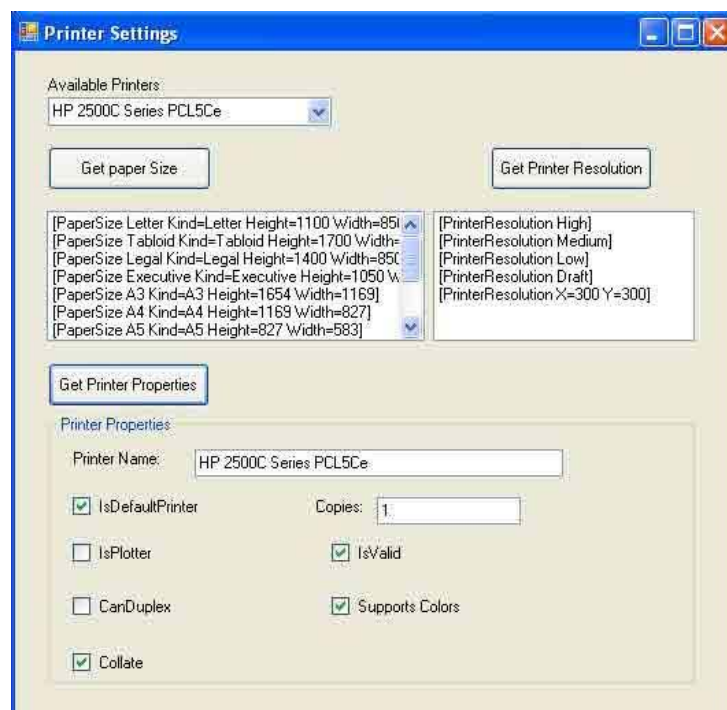 Printer Settings
Available Printers
HP 2500C Series PCL5Ce
Get paper Size
Get Printer Resolution
[PaperSize Letter Kind=Letter Height=1100 Width=85
[PaperSize Tabloid Kind=Tabloid Height=1700 Width=
[PaperSize Legal Kind=Legal Height=1400 Width=850
[PaperSize Executive Kind=Executive Height=1050 W
[PaperSize A3 Kind=A3 Height=1654 Width=1169]
[PaperSize A4 Kind=A4 Height=1169 Width=827]
[PaperSize A5 Kind=A5 Height=827 Width=583]
[PrinterResolution High]
[PrinterResolution Medium]
[PrinterResolution Low]
[PrinterResolution Draft]
[PrinterResolution X=300 Y=300]
Get Printer Properties
Printer Properties
Printer Name: HP 2500C Series PCL5Ce
IsDefaultPrinter Copies: 1
IsPlotter IsValid
CanDuplex Supports Colors
Collate